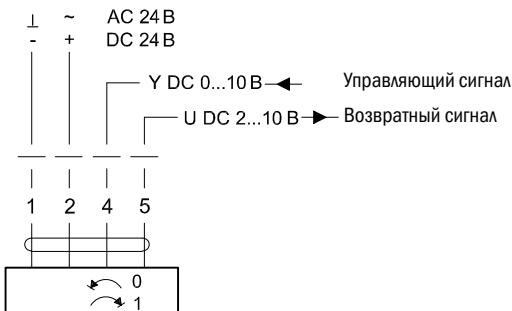 ⊥ ~ AC 24 В
- + DC 24 В
Y DC 0...10 В Управляющий сигнал
U DC 2...10 В Возвратный сигнал
1 2 4 5
0
1